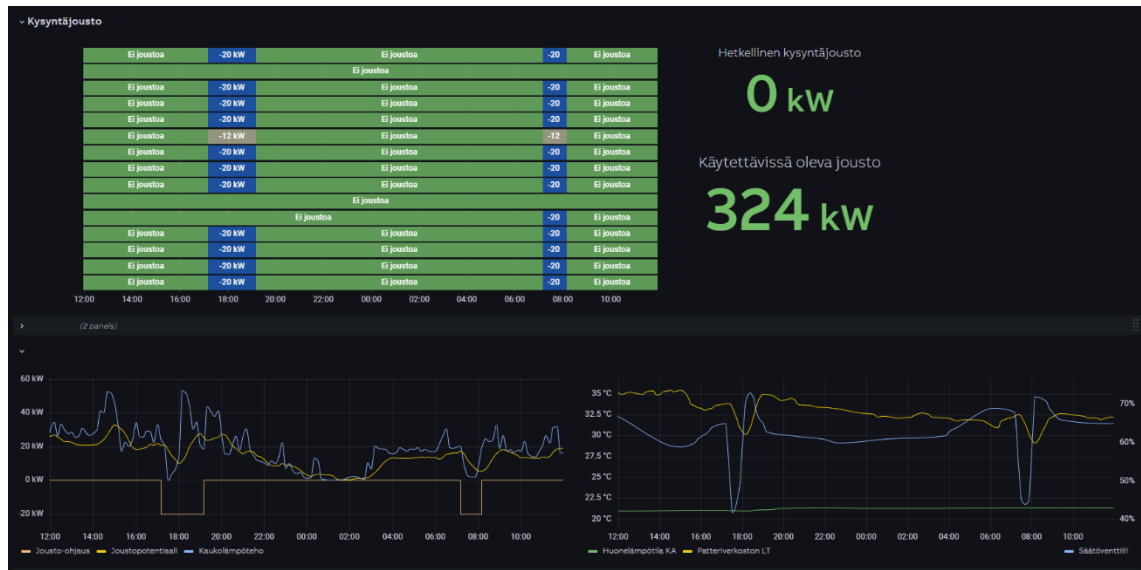 Kysyntäjousto
Ei joustoa -20 kW Ei joustoa -20 Ei joustoa
Ei joustoa
Ei joustoa -20 kW Ei joustoa -20 Ei joustoa
Ei joustoa -20 kW Ei joustoa -20 Ei joustoa
Ei joustoa -20 kW Ei joustoa -20 Ei joustoa
Ei joustoa -12 kW Ei joustoa -12 Ei joustoa
Ei joustoa -20 kW Ei joustoa -20 Ei joustoa
Ei joustoa -20 kW Ei joustoa -20 Ei joustoa
Ei joustoa -20 kW Ei joustoa -20 Ei joustoa
Ei joustoa
Ei joustoa -20 Ei joustoa
Ei joustoa -20 kW Ei joustoa -20 Ei joustoa
Ei joustoa -20 kW Ei joustoa -20 Ei joustoa
Ei joustoa -20 kW Ei joustoa -20 Ei joustoa
Ei joustoa -20 kW Ei joustoa -20 Ei joustoa
12:00 14:00 16:00 18:00 20:00 22:00 00:00 02:00 04:00 06:00 08:00 10:00
Hetkellinen kysyntäjousto
0 kW
Käytettävissä oleva jousto
324 kW
(2 panels)
60 kW
40 kW
20 kW
0 kW
-20 kW
12:00 14:00 16:00 18:00 20:00 22:00 00:00 02:00 04:00 06:00 08:00 10:00
Jousto-ohjaus Joustopotentiaali Kaukolämpöteho
35 °C
32.5 °C
30 °C
27.5 °C
25 °C
22.5 °C
20 °C
70%
60%
50%
40%
12:00 14:00 16:00 18:00 20:00 22:00 00:00 02:00 04:00 06:00 08:00 10:00
Huonelämpötila KA Patteriverkoston LT Säätöventtiili